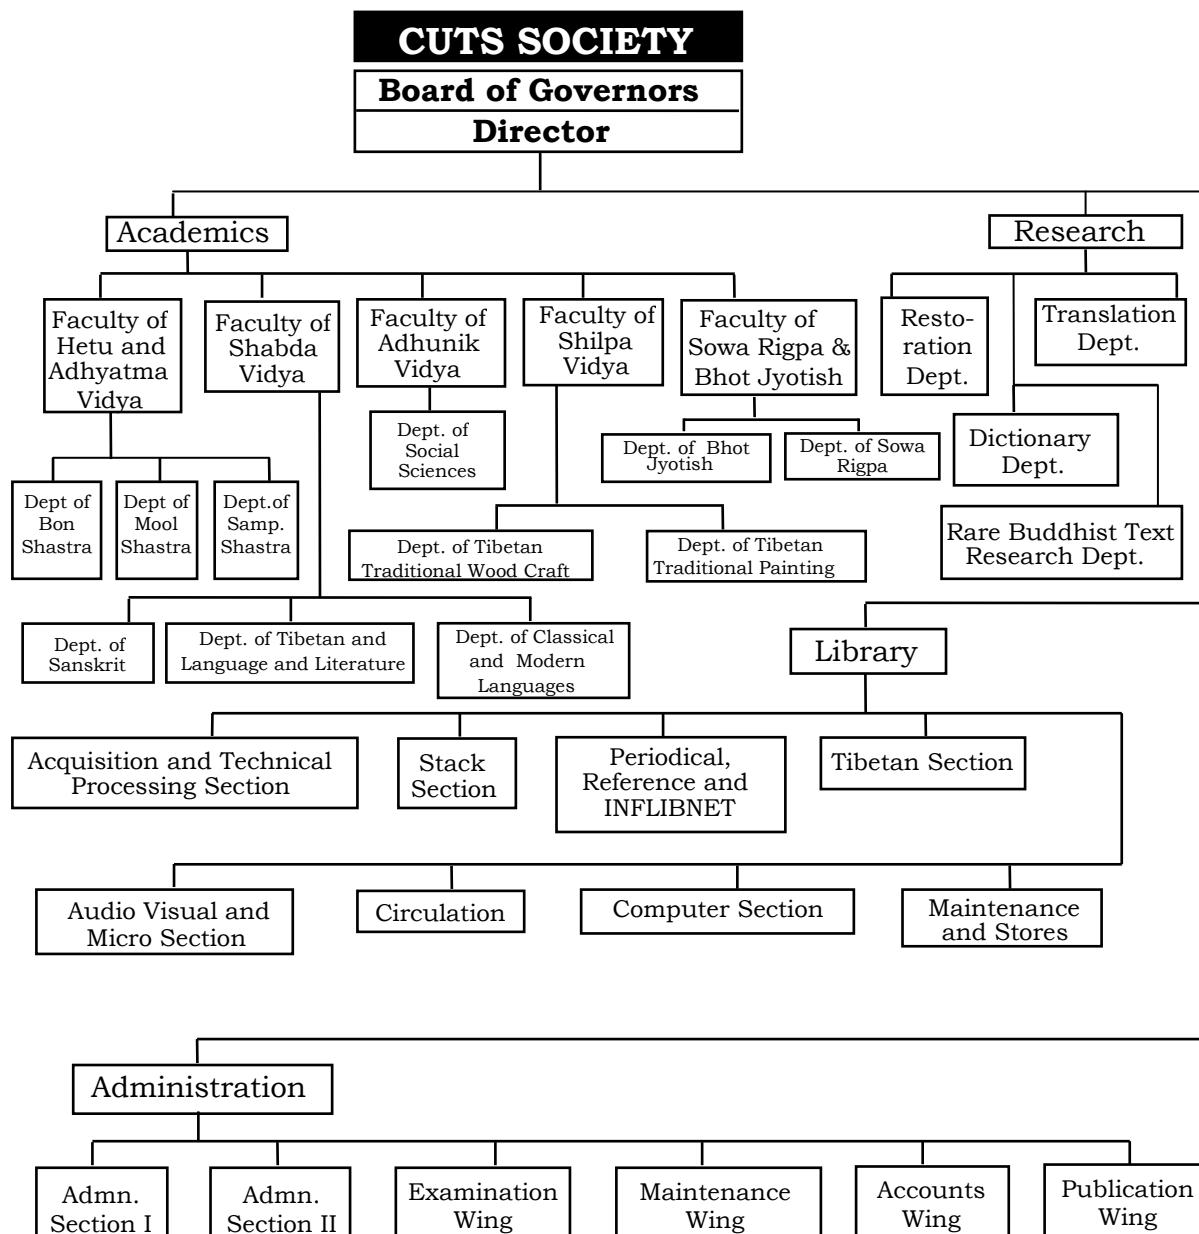 CUTS SOCIETY
Board of Governors
Director
Academics
Research
Faculty of
Hetu and
Adhyatma
Vidya
Faculty of
Shabda
Vidya
Faculty of
Adhunik
Vidya
Faculty of
Shilpa
Vidya
Faculty of
Sowa Rigpa &
Bhot Jyotish
Resto-
ration
Dept.
Translation
Dept.
Dept. of
Social
Sciences
Dept. of Bhot
Jyotish
Dept. of Sowa
Rigpa
Dictionary
Dept.
Dept of
Bon
Shastra
Dept of
Mool
Shastra
Dept.of
Samp.
Shastra
Dept. of Tibetan
Traditional Wood Craft
Dept. of Tibetan
Traditional Painting
Rare Buddhist Text
Research Dept.
Dept. of
Sanskrit
Dept. of Tibetan and
Language and Literature
Dept. of Classical
and Modern
Languages
Library
Acquisition and Technical
Processing Section
Stack
Section
Periodical,
Reference and
INFLIBNET
Tibetan Section
Audio Visual and
Micro Section
Circulation
Computer Section
Maintenance
and Stores
Administration
Admn.
Section I
Admn.
Section II
Examination
Wing
Maintenance
Wing
Accounts
Wing
Publication
Wing